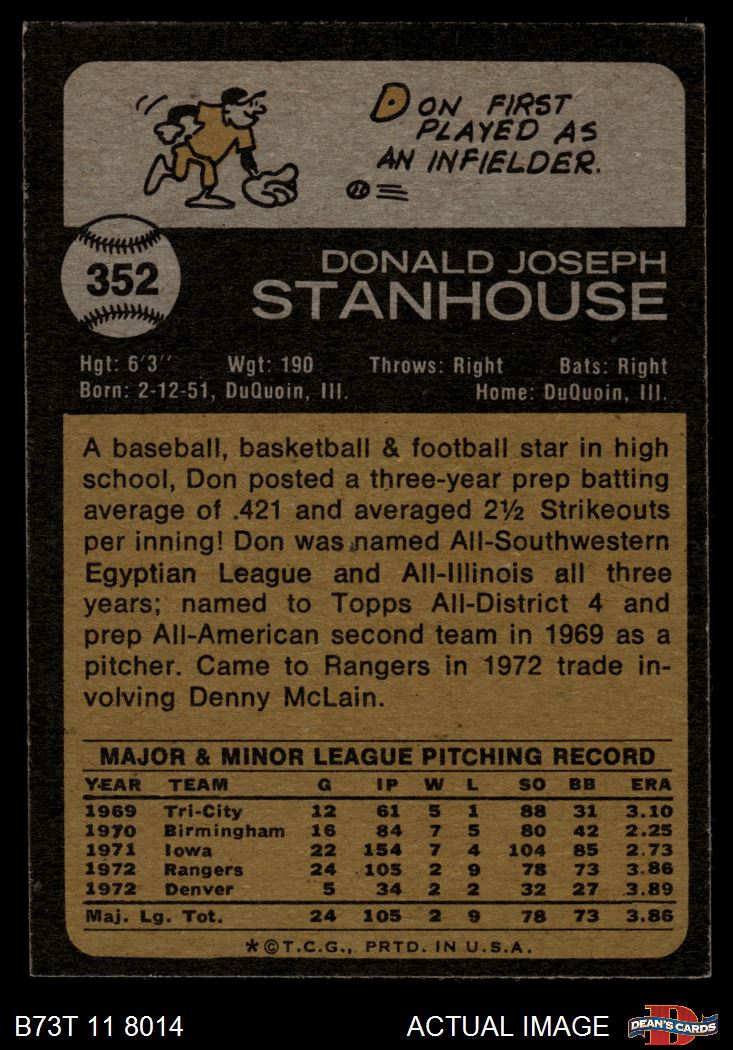 DON FIRST
PLAYED AS
AN INFIELDER.
352
DONALD JOSEPH
STANHOUSE
Hgt: 6'3'' Wgt: 190 Throws: Right Bats: Right
Born: 2-12-51, DuQuoin, Ill. Home: DuQuoin, Ill.
A baseball, basketball & football star in high
school, Don posted a three-year prep batting
average of .421 and averaged 2½ Strikeouts
per inning! Don was named All-Southwestern
Egyptian League and All-Illinois all three
years; named to Topps All-District 4 and
prep All-American second team in 1969 as a
pitcher. Came to Rangers in 1972 trade in-
volving Denny McLain.
MAJOR & MINOR LEAGUE PITCHING RECORD
YEAR TEAM G IP W L SO BB ERA
1969 Tri-City 12 61 5 1 88 31 3.10
1970 Birmingham 16 84 7 5 80 42 2.25
1971 Iowa 22 154 7 4 104 85 2.73
1972 Rangers 24 105 2 9 78 73 3.86
1972 Denver 5 34 2 2 32 27 3.89
Maj. Lg. Tot. 24 105 2 9 78 73 3.86
*©T.C.G., PRTD. IN U.S.A.
B73T 11 8014 ACTUAL IMAGE D DEAN'S CARDS